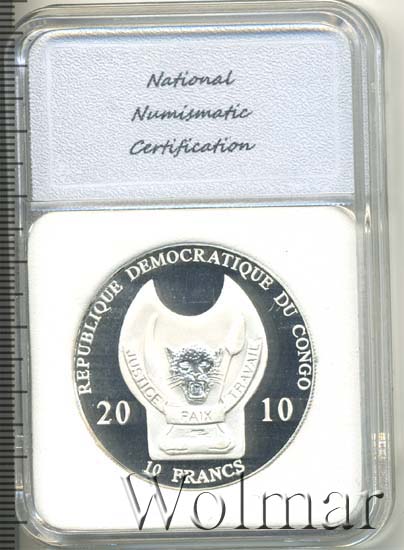 National
Numismatic
Certification
REPUBLIQUE DEMOCRATIQUE DU CONGO
JUSTICE PAIX TRAVAIL
20 10
10 FRANCS
Wolmar